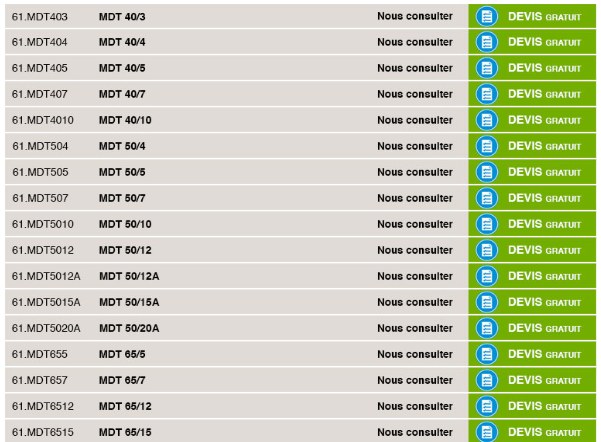 61.MDT403 MDT 40/3 Nous consulter DEVIS GRATUIT
61.MDT404 MDT 40/4 Nous consulter DEVIS GRATUIT
61.MDT405 MDT 40/5 Nous consulter DEVIS GRATUIT
61.MDT407 MDT 40/7 Nous consulter DEVIS GRATUIT
61.MDT4010 MDT 40/10 Nous consulter DEVIS GRATUIT
61.MDT504 MDT 50/4 Nous consulter DEVIS GRATUIT
61.MDT505 MDT 50/5 Nous consulter DEVIS GRATUIT
61.MDT507 MDT 50/7 Nous consulter DEVIS GRATUIT
61.MDT5010 MDT 50/10 Nous consulter DEVIS GRATUIT
61.MDT5012 MDT 50/12 Nous consulter DEVIS GRATUIT
61.MDT5012A MDT 50/12A Nous consulter DEVIS GRATUIT
61.MDT5015A MDT 50/15A Nous consulter DEVIS GRATUIT
61.MDT5020A MDT 50/20A Nous consulter DEVIS GRATUIT
61.MDT655 MDT 65/5 Nous consulter DEVIS GRATUIT
61.MDT657 MDT 65/7 Nous consulter DEVIS GRATUIT
61.MDT6512 MDT 65/12 Nous consulter DEVIS GRATUIT
61.MDT6515 MDT 65/15 Nous consulter DEVIS GRATUIT